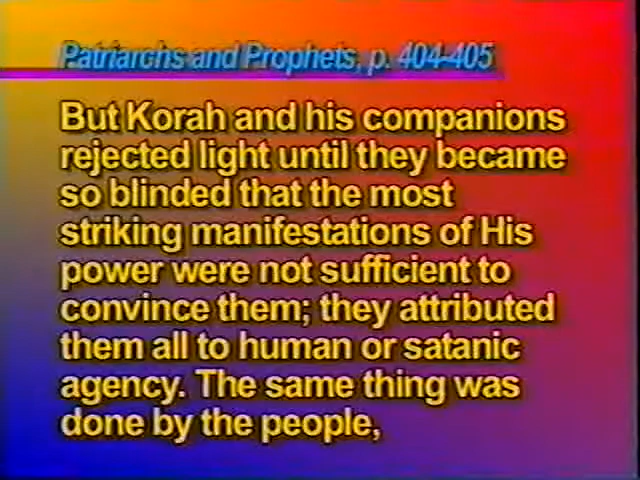 Patriarchs and Prophets, p. 404-405
But Korah and his companions
rejected light until they became
so blinded that the most
striking manifestations of His
power were not sufficient to
convince them; they attributed
them all to human or satanic
agency. The same thing was
done by the people,